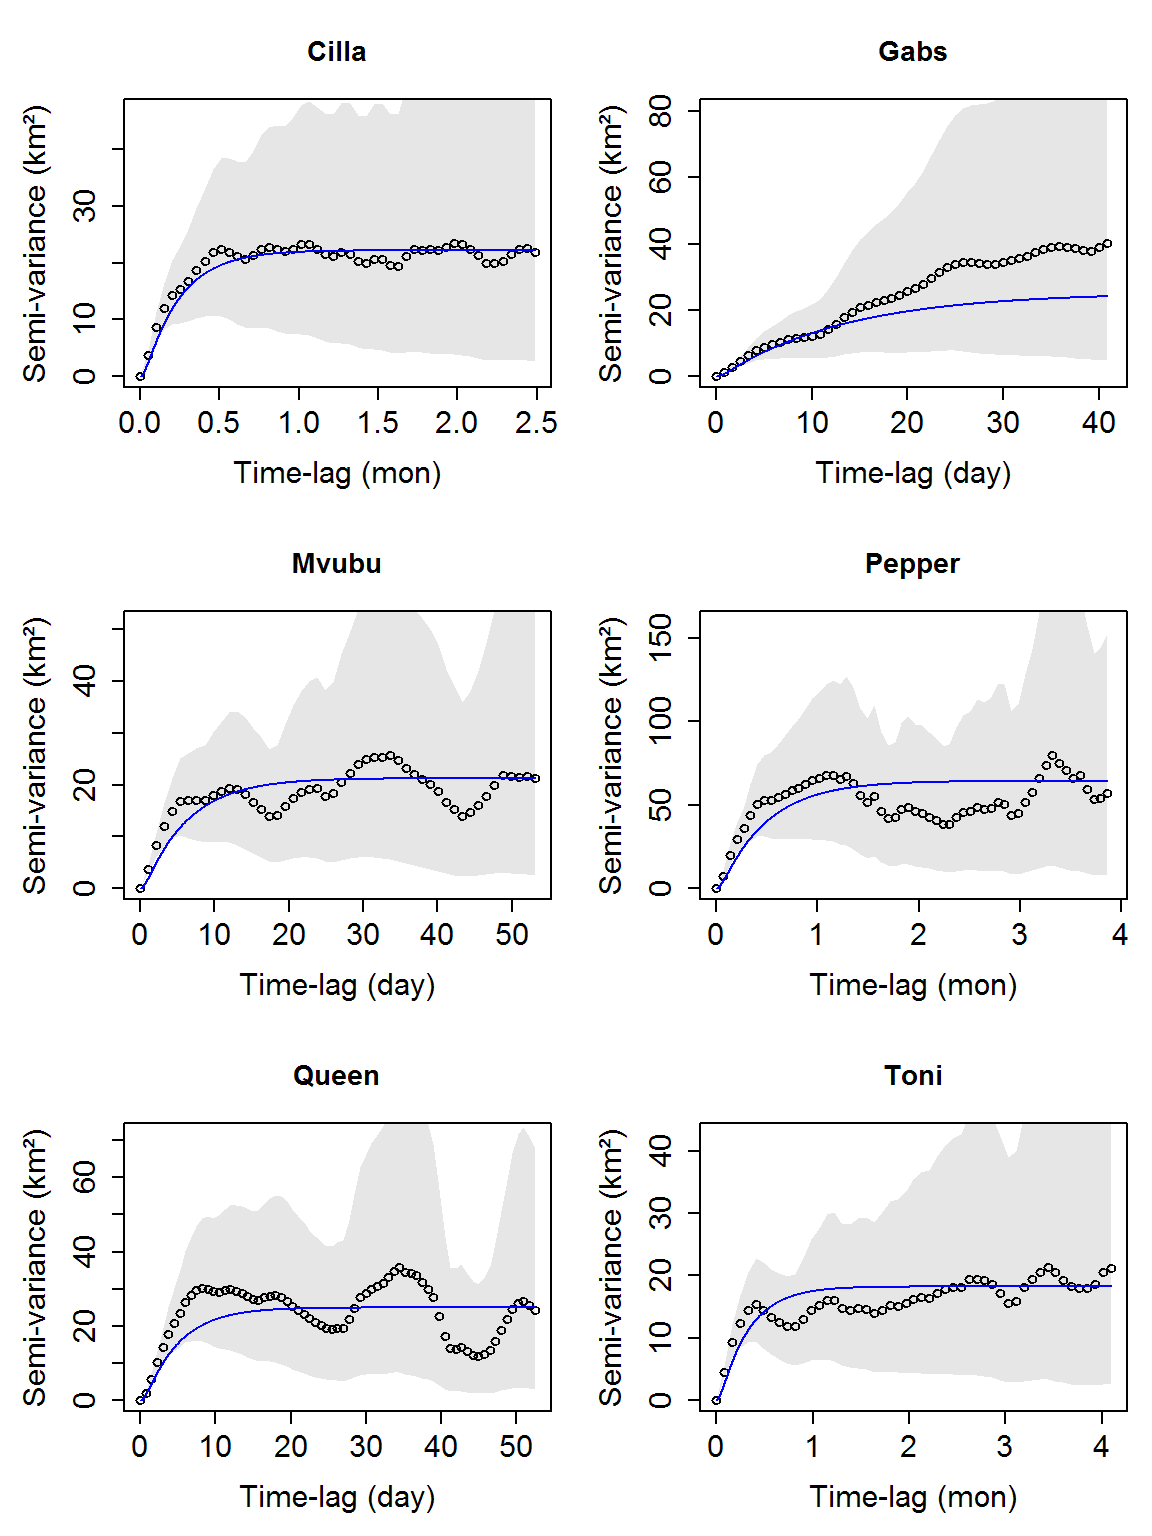 Cilla
Semi-variance (km²)
0 10 30
0.0 0.5 1.0 1.5 2.0 2.5
Time-lag (mon)
Gabs
Semi-variance (km²)
0 20 40 60 80
0 10 20 30 40
Time-lag (day)
Mvubu
Semi-variance (km²)
0 20 40
0 10 20 30 40 50
Time-lag (day)
Pepper
Semi-variance (km²)
0 50 100 150
0 1 2 3 4
Time-lag (mon)
Queen
Semi-variance (km²)
0 20 40 60
0 10 20 30 40 50
Time-lag (day)
Toni
Semi-variance (km²)
0 10 20 30 40
0 1 2 3 4
Time-lag (mon)